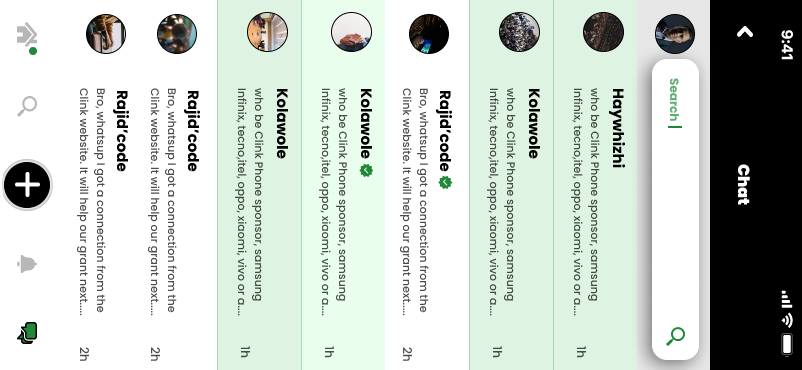 9:41
Chat
Search
Haywhizhi
who be Clink Phone sponsor, samsung
Infinix, tecno,itel, oppo, xiaomi, vivo or a....
1h
Kolawole
who be Clink Phone sponsor, samsung
Infinix, tecno,itel, oppo, xiaomi, vivo or a....
1h
Rajid'code
Bro, whatsup I got a connection from the
Clink website. It will help our grant next.....
2h
Kolawole
who be Clink Phone sponsor, samsung
Infinix, tecno,itel, oppo, xiaomi, vivo or a....
1h
Kolawole
who be Clink Phone sponsor, samsung
Infinix, tecno,itel, oppo, xiaomi, vivo or a....
1h
Rajid'code
Bro, whatsup I got a connection from the
Clink website. It will help our grant next.....
2h
Rajid'code
Bro, whatsup I got a connection from the
Clink website. It will help our grant next.....
2h